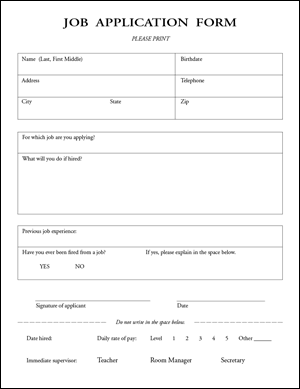 JOB APPLICATION FORM
PLEASE PRINT
Name (Last, First Middle) Birthdate
Address Telephone
City State Zip
For which job are you applying?
What will you do if hired?
Previous job experience:
Have you ever been fired from a job? If yes, please explain in the space below.
YES NO
Signature of applicant Date
Do not write in the space below.
Date hired: Daily rate of pay: Level 1 2 3 4 5 Other
Immediate supervisor: Teacher Room Manager Secretary